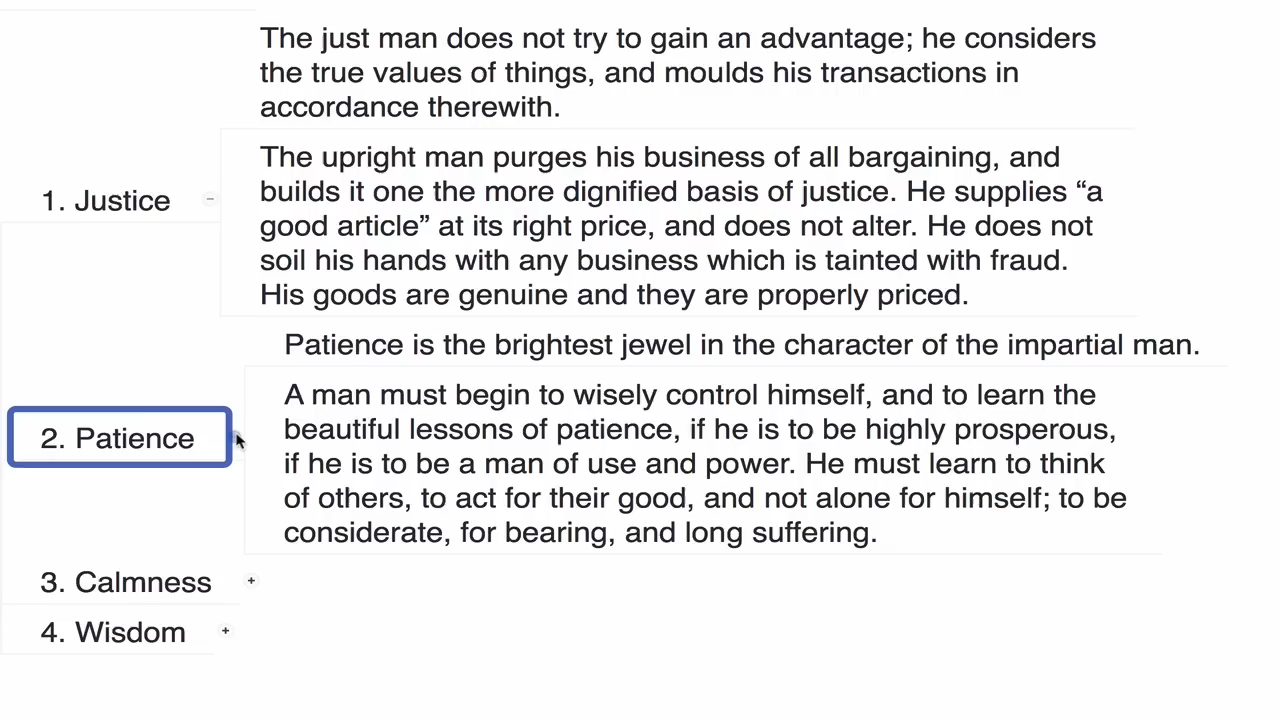 The just man does not try to gain an advantage; he considers
the true values of things, and moulds his transactions in
accordance therewith.
1. Justice
The upright man purges his business of all bargaining, and
builds it one the more dignified basis of justice. He supplies “a
good article” at its right price, and does not alter. He does not
soil his hands with any business which is tainted with fraud.
His goods are genuine and they are properly priced.
2. Patience
Patience is the brightest jewel in the character of the impartial man.
A man must begin to wisely control himself, and to learn the
beautiful lessons of patience, if he is to be highly prosperous,
if he is to be a man of use and power. He must learn to think
of others, to act for their good, and not alone for himself; to be
considerate, for bearing, and long suffering.
3. Calmness
4. Wisdom